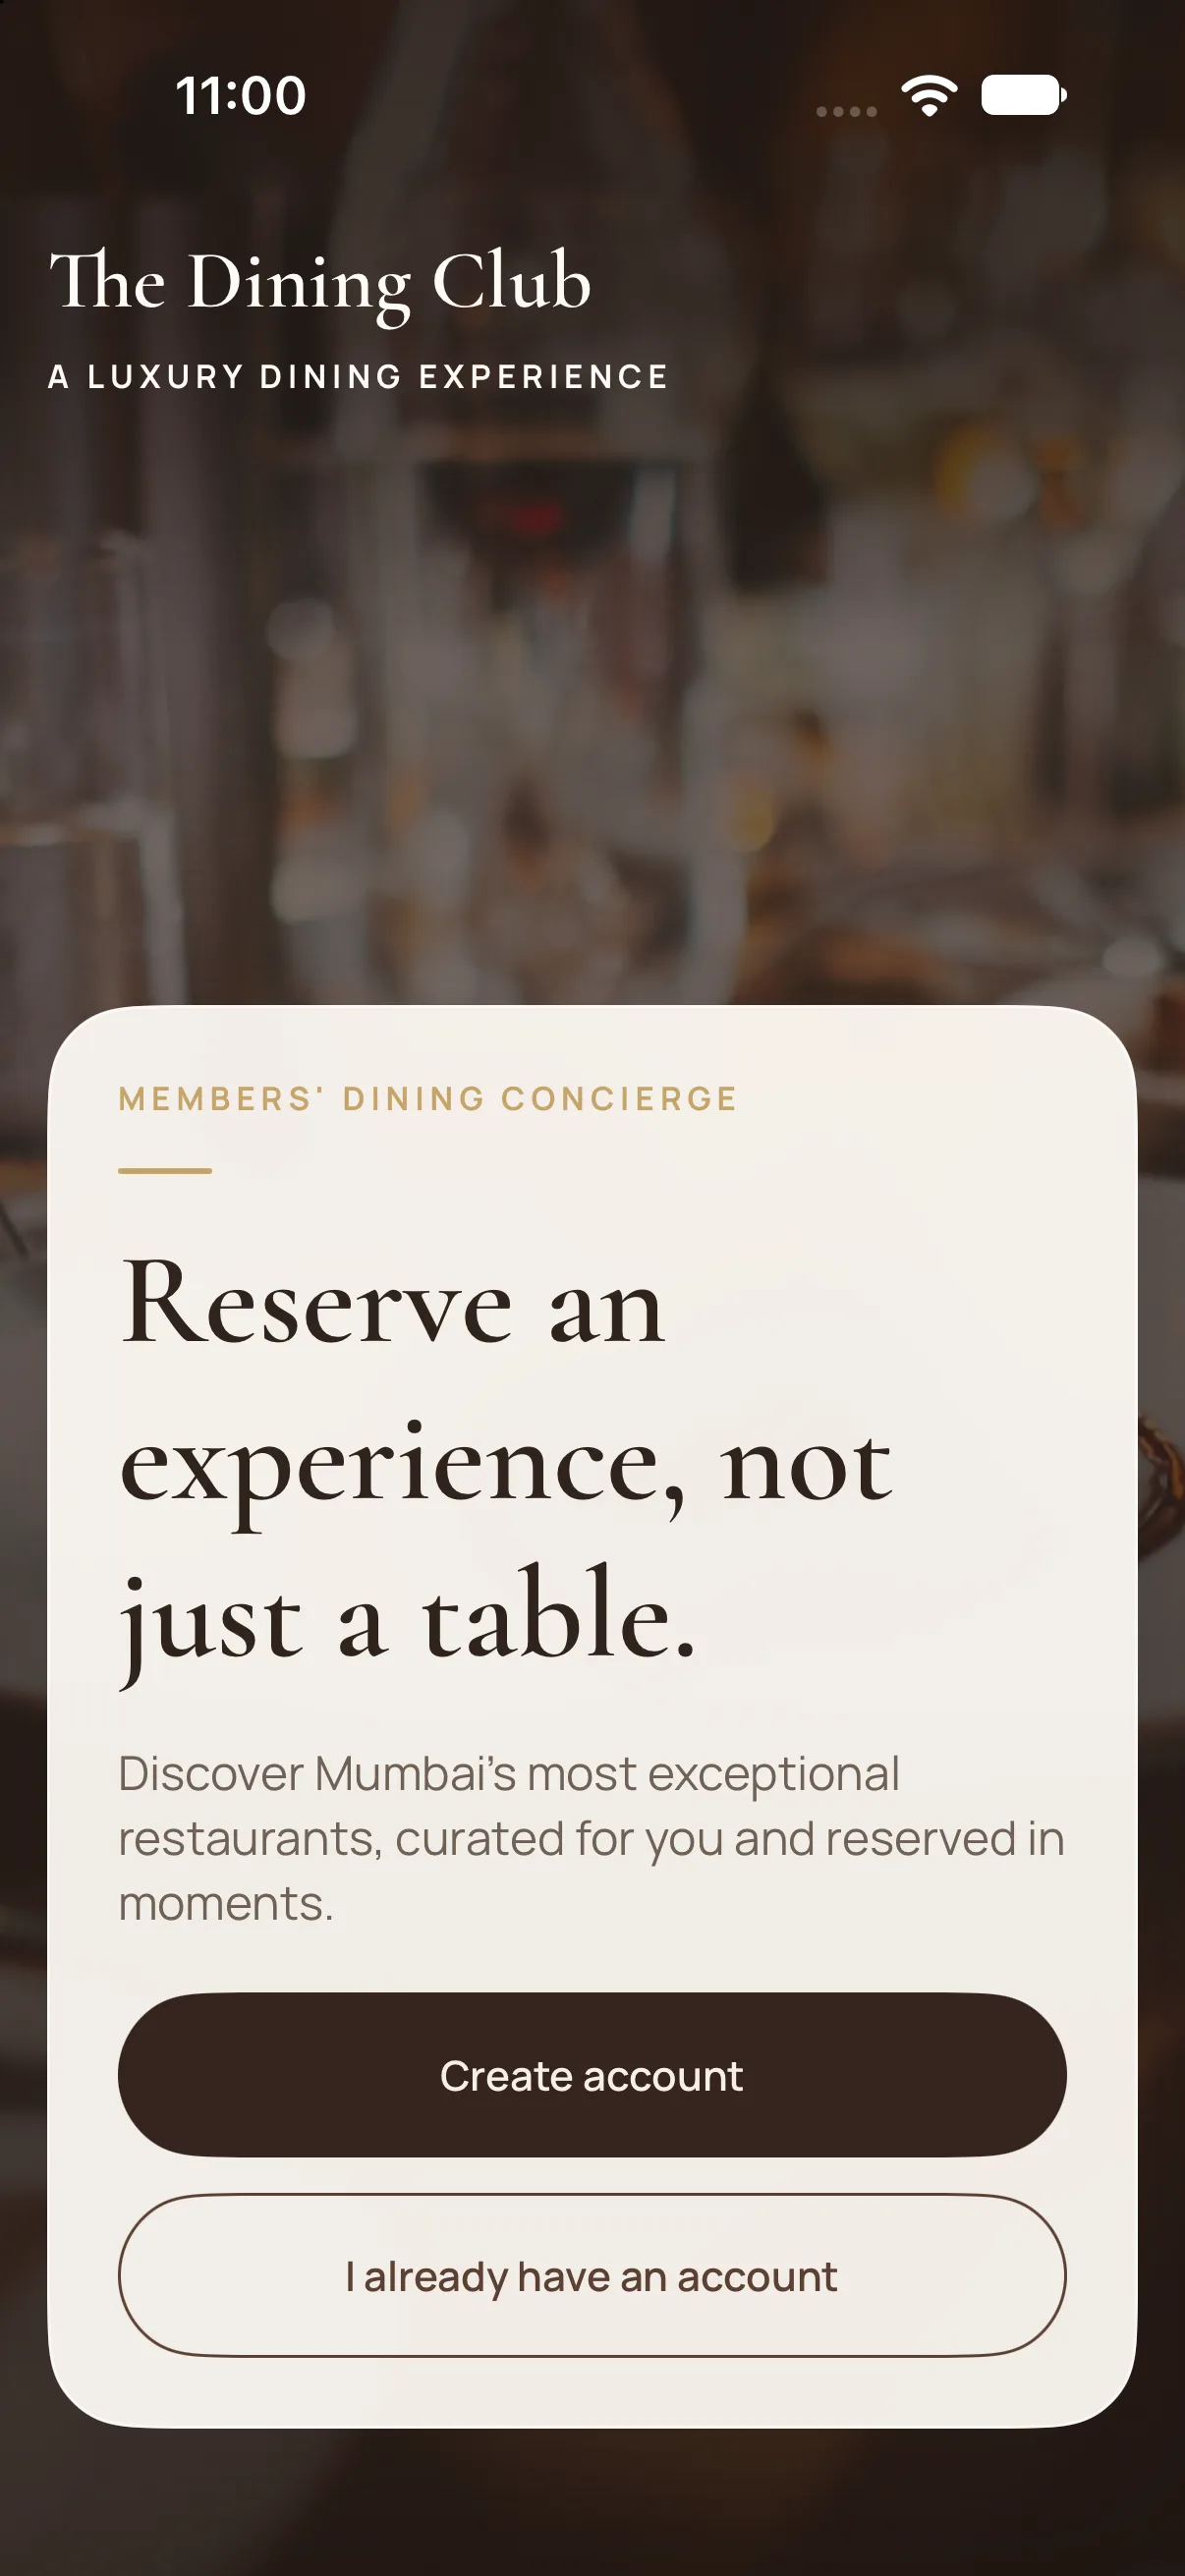 11:00
The Dining Club
A LUXURY DINING EXPERIENCE
MEMBERS' DINING CONCIERGE
Reserve an
experience, not
just a table.
Discover Mumbai’s most exceptional
restaurants, curated for you and reserved in
moments.
Create account
I already have an account